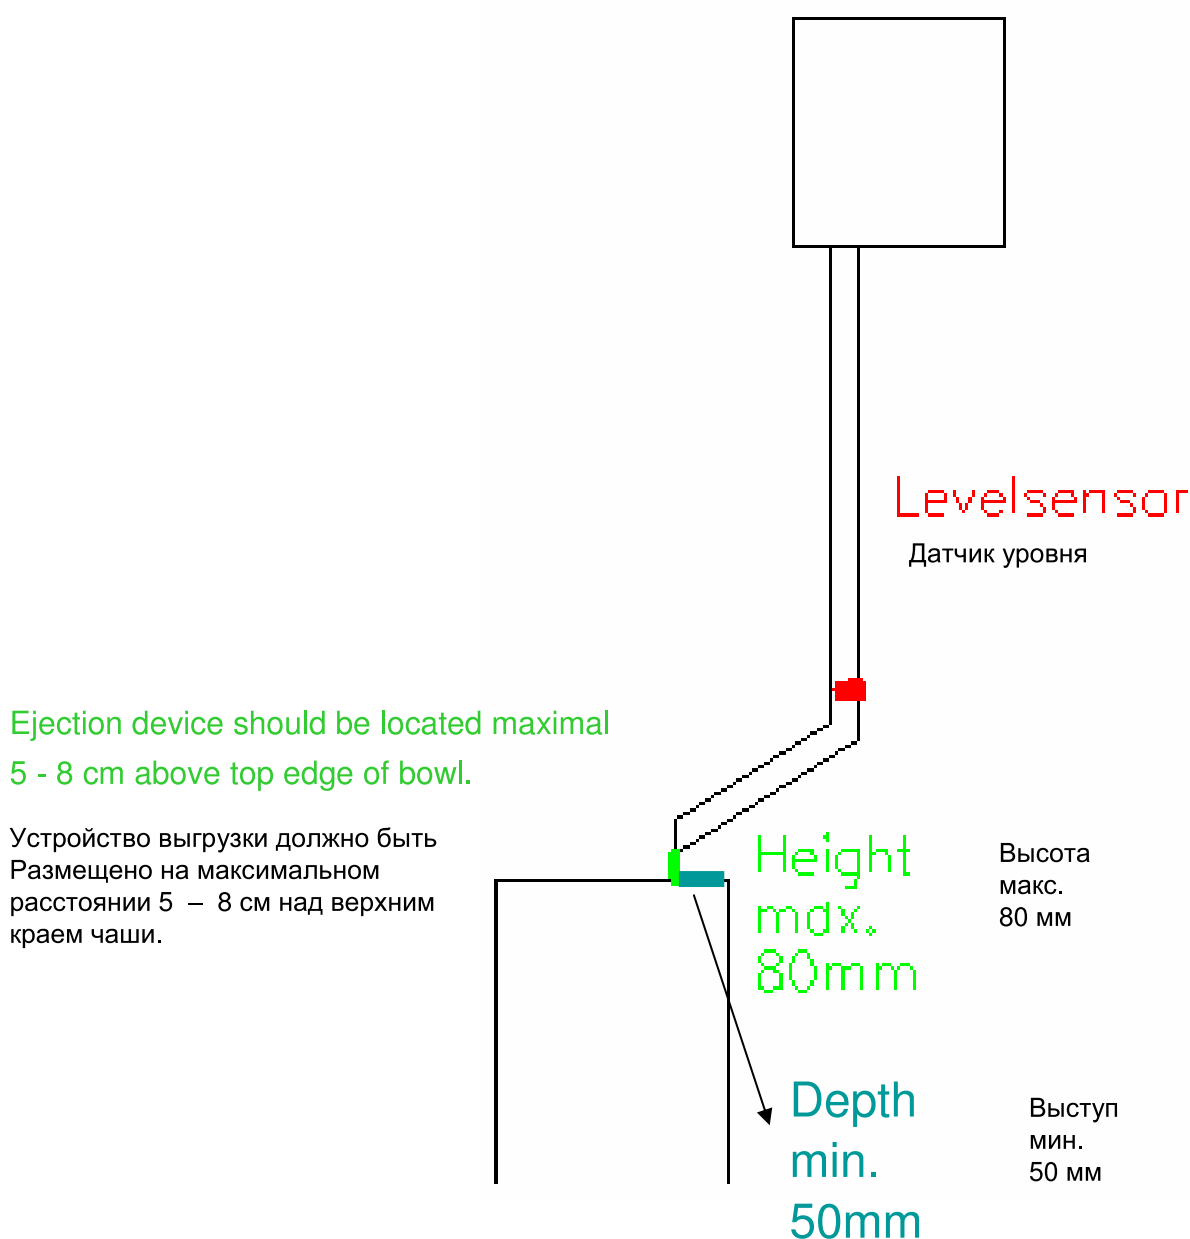 Levelsensor
Датчик уровня
Ejection device should be located maximal
5 - 8 cm above top edge of bowl.
Устройство выгрузки должно быть
Размещено на максимальном
расстоянии 5 – 8 см над верхним
краем чаши.
Height
max.
80mm
Высота
макс.
80 мм
Depth
min.
50mm
Выступ
мин.
50 мм